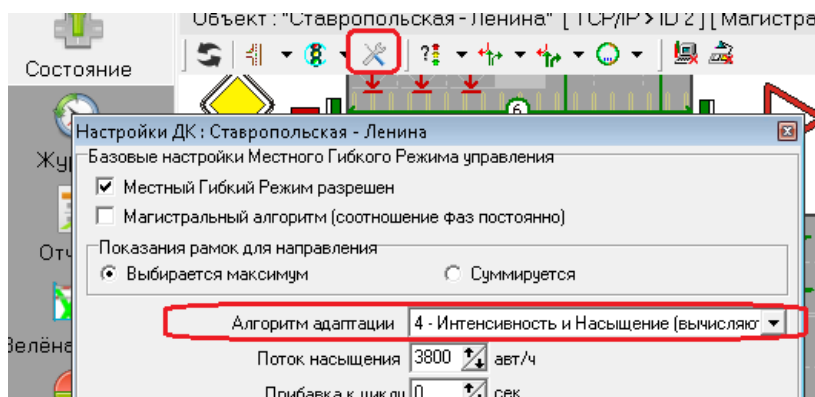 Объект : "Ставропольская - Ленина" [ TCP/IP > ID 2 ] [ Магистра
Состояние
6
Настройки ДК : Ставропольская - Ленина
Базовые настройки Местного Гибкого Режима управления
Местный Гибкий Режим разрешен
Магистральный алгоритм (соотношение фаз постоянно)
Показания рамок для направления
Выбирается максимум
Суммируется
Алгоритм адаптации 4 - Интенсивность и Насыщение (вычисляют
Поток насыщения 3800 авт/ч
Прибавка к циклу 0 сек